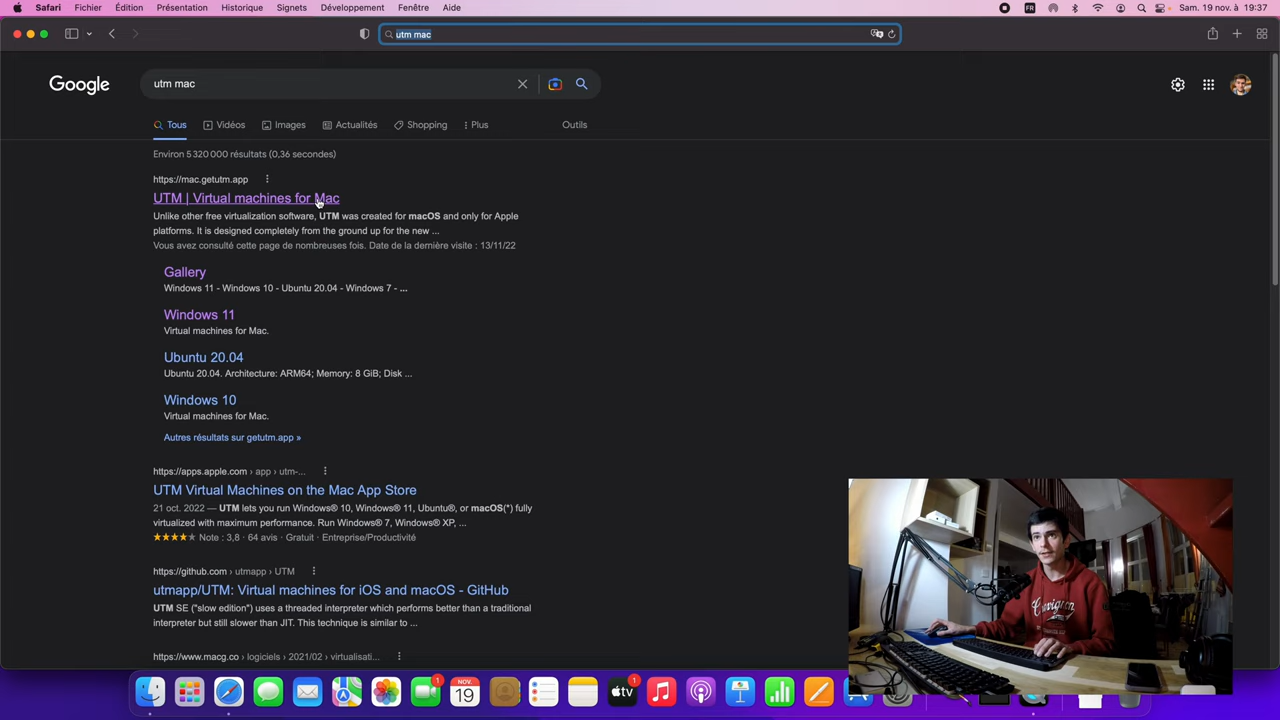 Safari Fichier Édition Présentation Historique Signets Développement Fenêtre Aide FR Sam. 19 nov. à 19:37
utm mac
Google utm mac
Tous Vidéos Images Actualités Shopping Plus Outils
Environ 5 320 000 résultats (0,36 secondes)
https://mac.getutm.app
UTM | Virtual machines for Mac
Unlike other free virtualization software, UTM was created for macOS and only for Apple
platforms. It is designed completely from the ground up for the new ...
Vous avez consulté cette page de nombreuses fois. Date de la dernière visite : 13/11/22
Gallery
Windows 11 - Windows 10 - Ubuntu 20.04 - Windows 7 - ...
Windows 11
Virtual machines for Mac.
Ubuntu 20.04
Ubuntu 20.04. Architecture: ARM64; Memory: 8 GiB; Disk ...
Windows 10
Virtual machines for Mac.
Autres résultats sur getutm.app »
https://apps.apple.com › app › utm-...
UTM Virtual Machines on the Mac App Store
21 oct. 2022 — UTM lets you run Windows® 10, Windows® 11, Ubuntu®, or macOS(*) fully
virtualized with maximum performance. Run Windows® 7, Windows® XP, ...
Note : 3,8 · 64 avis · Gratuit · Entreprise/Productivité
https://github.com › utmapp › UTM
utmapp/UTM: Virtual machines for iOS and macOS - GitHub
UTM SE ("slow edition") uses a threaded interpreter which performs better than a traditional
interpreter but still slower than JIT. This technique is similar to ...
https://www.macg.co › logiciels › 2021/02 › virtualisati...
1
NOV.
19
tv
1